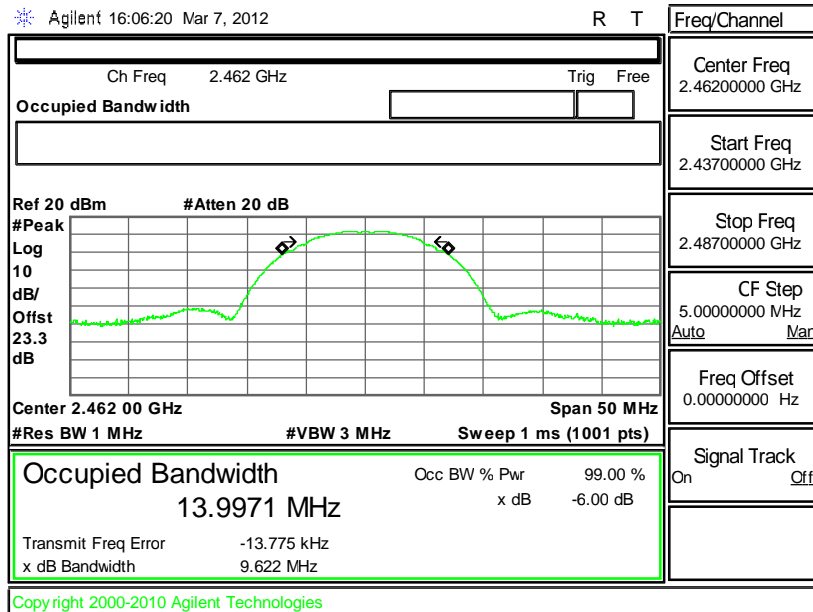 Agilent 16:06:20 Mar 7, 2012 R T
Freq/Channel
Ch Freq 2.462 GHz Trig Free
Occupied Bandwidth
Center Freq
2.46200000 GHz
Start Freq
2.43700000 GHz
Stop Freq
2.48700000 GHz
CF Step
5.00000000 MHz
Auto Man
Freq Offset
0.00000000 Hz
Signal Track
On Off
Ref 20 dBm #Atten 20 dB
#Peak
Log
10
dB/
Offst
23.3
dB
Center 2.462 00 GHz Span 50 MHz
#Res BW 1 MHz #VBW 3 MHz Sweep 1 ms (1001 pts)
Occupied Bandwidth
13.9971 MHz
Occ BW % Pwr 99.00 %
x dB -6.00 dB
Transmit Freq Error -13.775 kHz
x dB Bandwidth 9.622 MHz
Copyright 2000-2010 Agilent Technologies